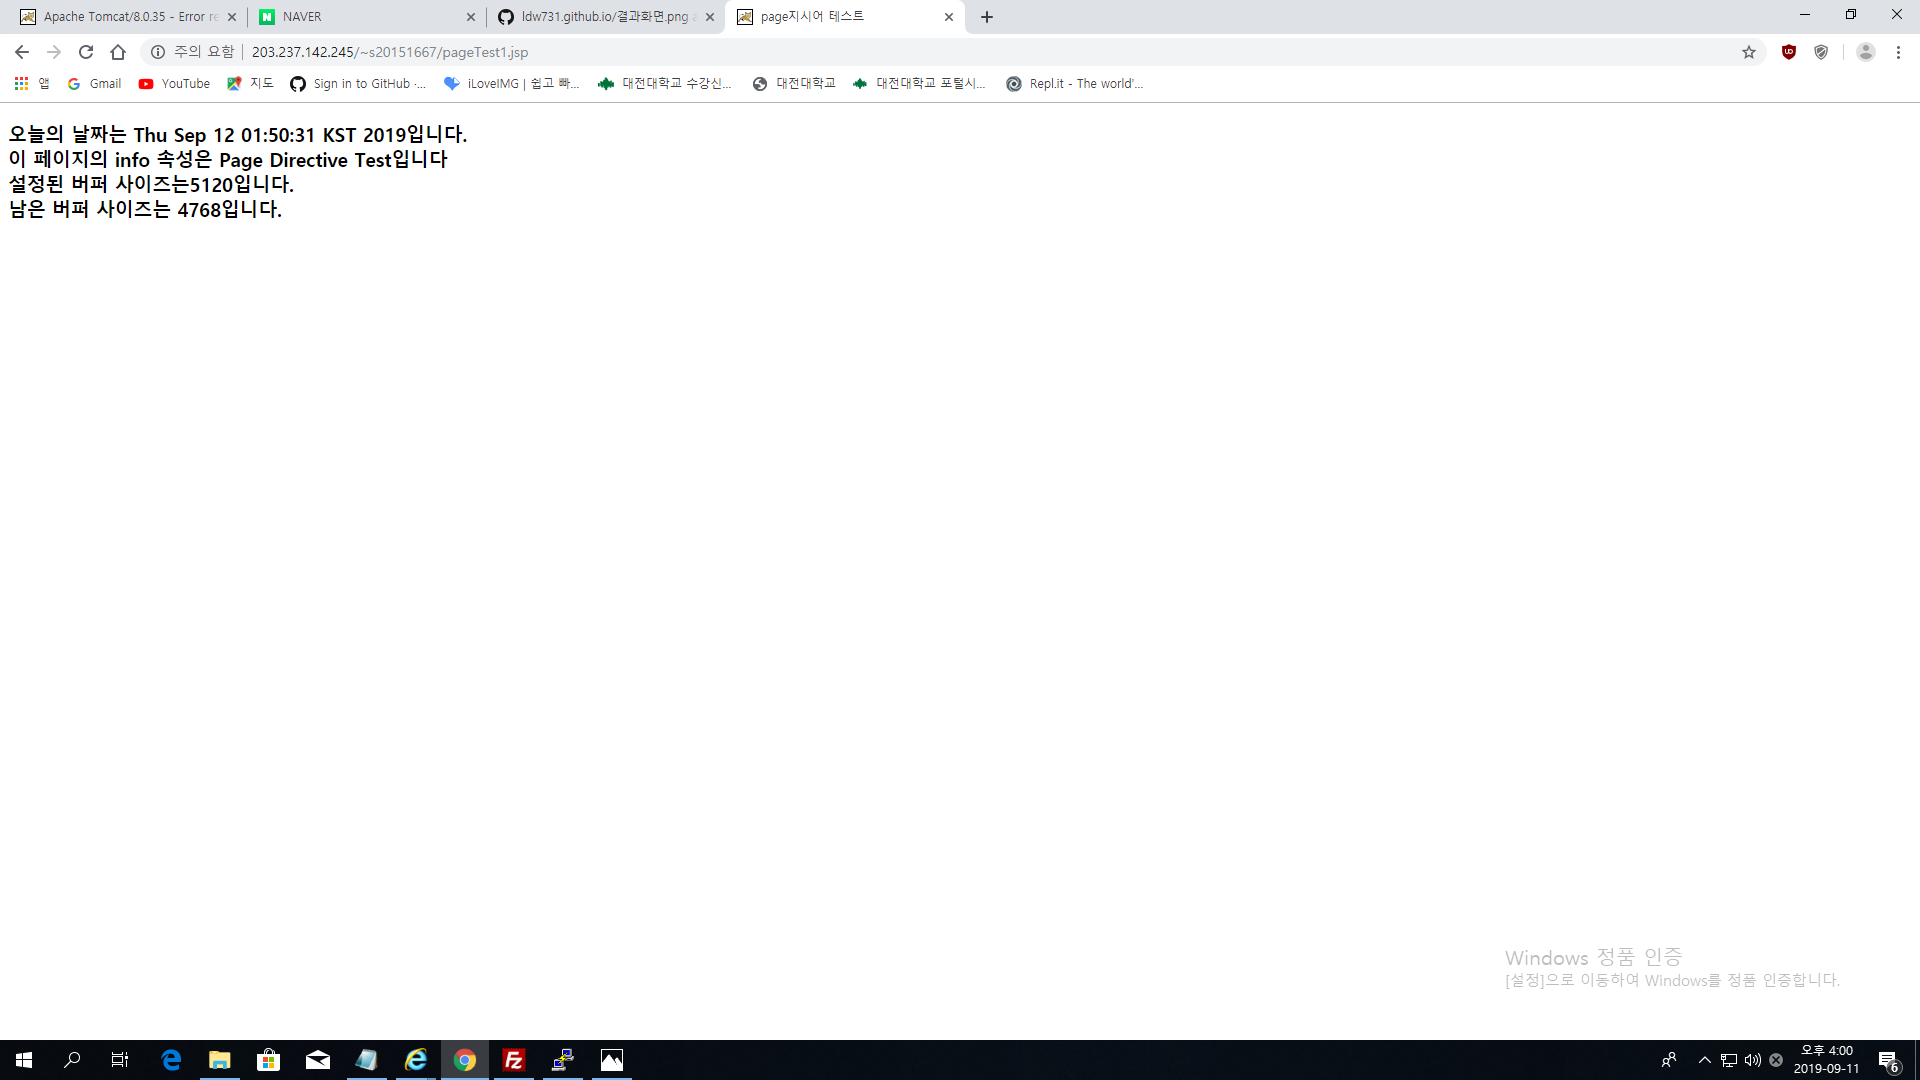 Apache Tomcat/8.0.35 - Error re
NAVER
ldw731.github.io/결과화면.png a
page지시어 테스트
주의 요함
203.237.142.245/~s20151667/pageTest1.jsp
앱
Gmail
YouTube
지도
Sign in to GitHub ·...
iLoveIMG | 쉽고 빠...
대전대학교 수강신...
대전대학교
대전대학교 포털시...
Repl.it - The world'...
오늘의 날짜는 Thu Sep 12 01:50:31 KST 2019입니다.
이 페이지의 info 속성은 Page Directive Test입니다
설정된 버퍼 사이즈는5120입니다.
남은 버퍼 사이즈는 4768입니다.
Windows 정품 인증
[설정]으로 이동하여 Windows를 정품 인증합니다.
오후 4:00
2019-09-11
6